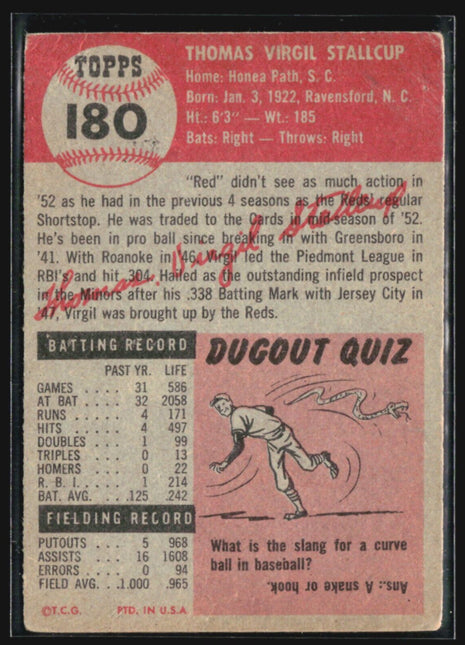 TOPPS
180
THOMAS VIRGIL STALLCUP
Home: Honea Path, S. C.
Born: Jan. 3, 1922, Ravensford, N. C.
Ht.: 6'3" — Wt.: 185
Bats: Right — Throws: Right
"Red" didn't see as much action in
'52 as he had in the previous 4 seasons as the Reds' regular
Shortstop. He was traded to the Cards in mid-season of '52.
He's been in pro ball since breaking in with Greensboro in
'41. With Roanoke in '46, Virgil led the Piedmont League in
RBI's and hit .304. Hailed as the outstanding infield prospect
in the Minors after his .338 Batting Mark with Jersey City in
'47, Virgil was brought up by the Reds.
Thomas Virgil Stallcup
BATTING RECORD
PAST YR. LIFE
GAMES .... 31 586
AT BAT ... 32 2058
RUNS .... 4 171
HITS .... 4 497
DOUBLES .. 1 99
TRIPLES ... 0 13
HOMERS ... 0 22
R. B. I. .... 1 214
BAT. AVG. . .125 .242
FIELDING RECORD
PUTOUTS .. 5 968
ASSISTS .. 16 1608
ERRORS ... 0 94
FIELD AVG. . 1.000 .965
©T.C.G. PTD. IN U.S.A
DUGOUT QUIZ
What is the slang for a curve
ball in baseball?
Ans.: A snake or hook.